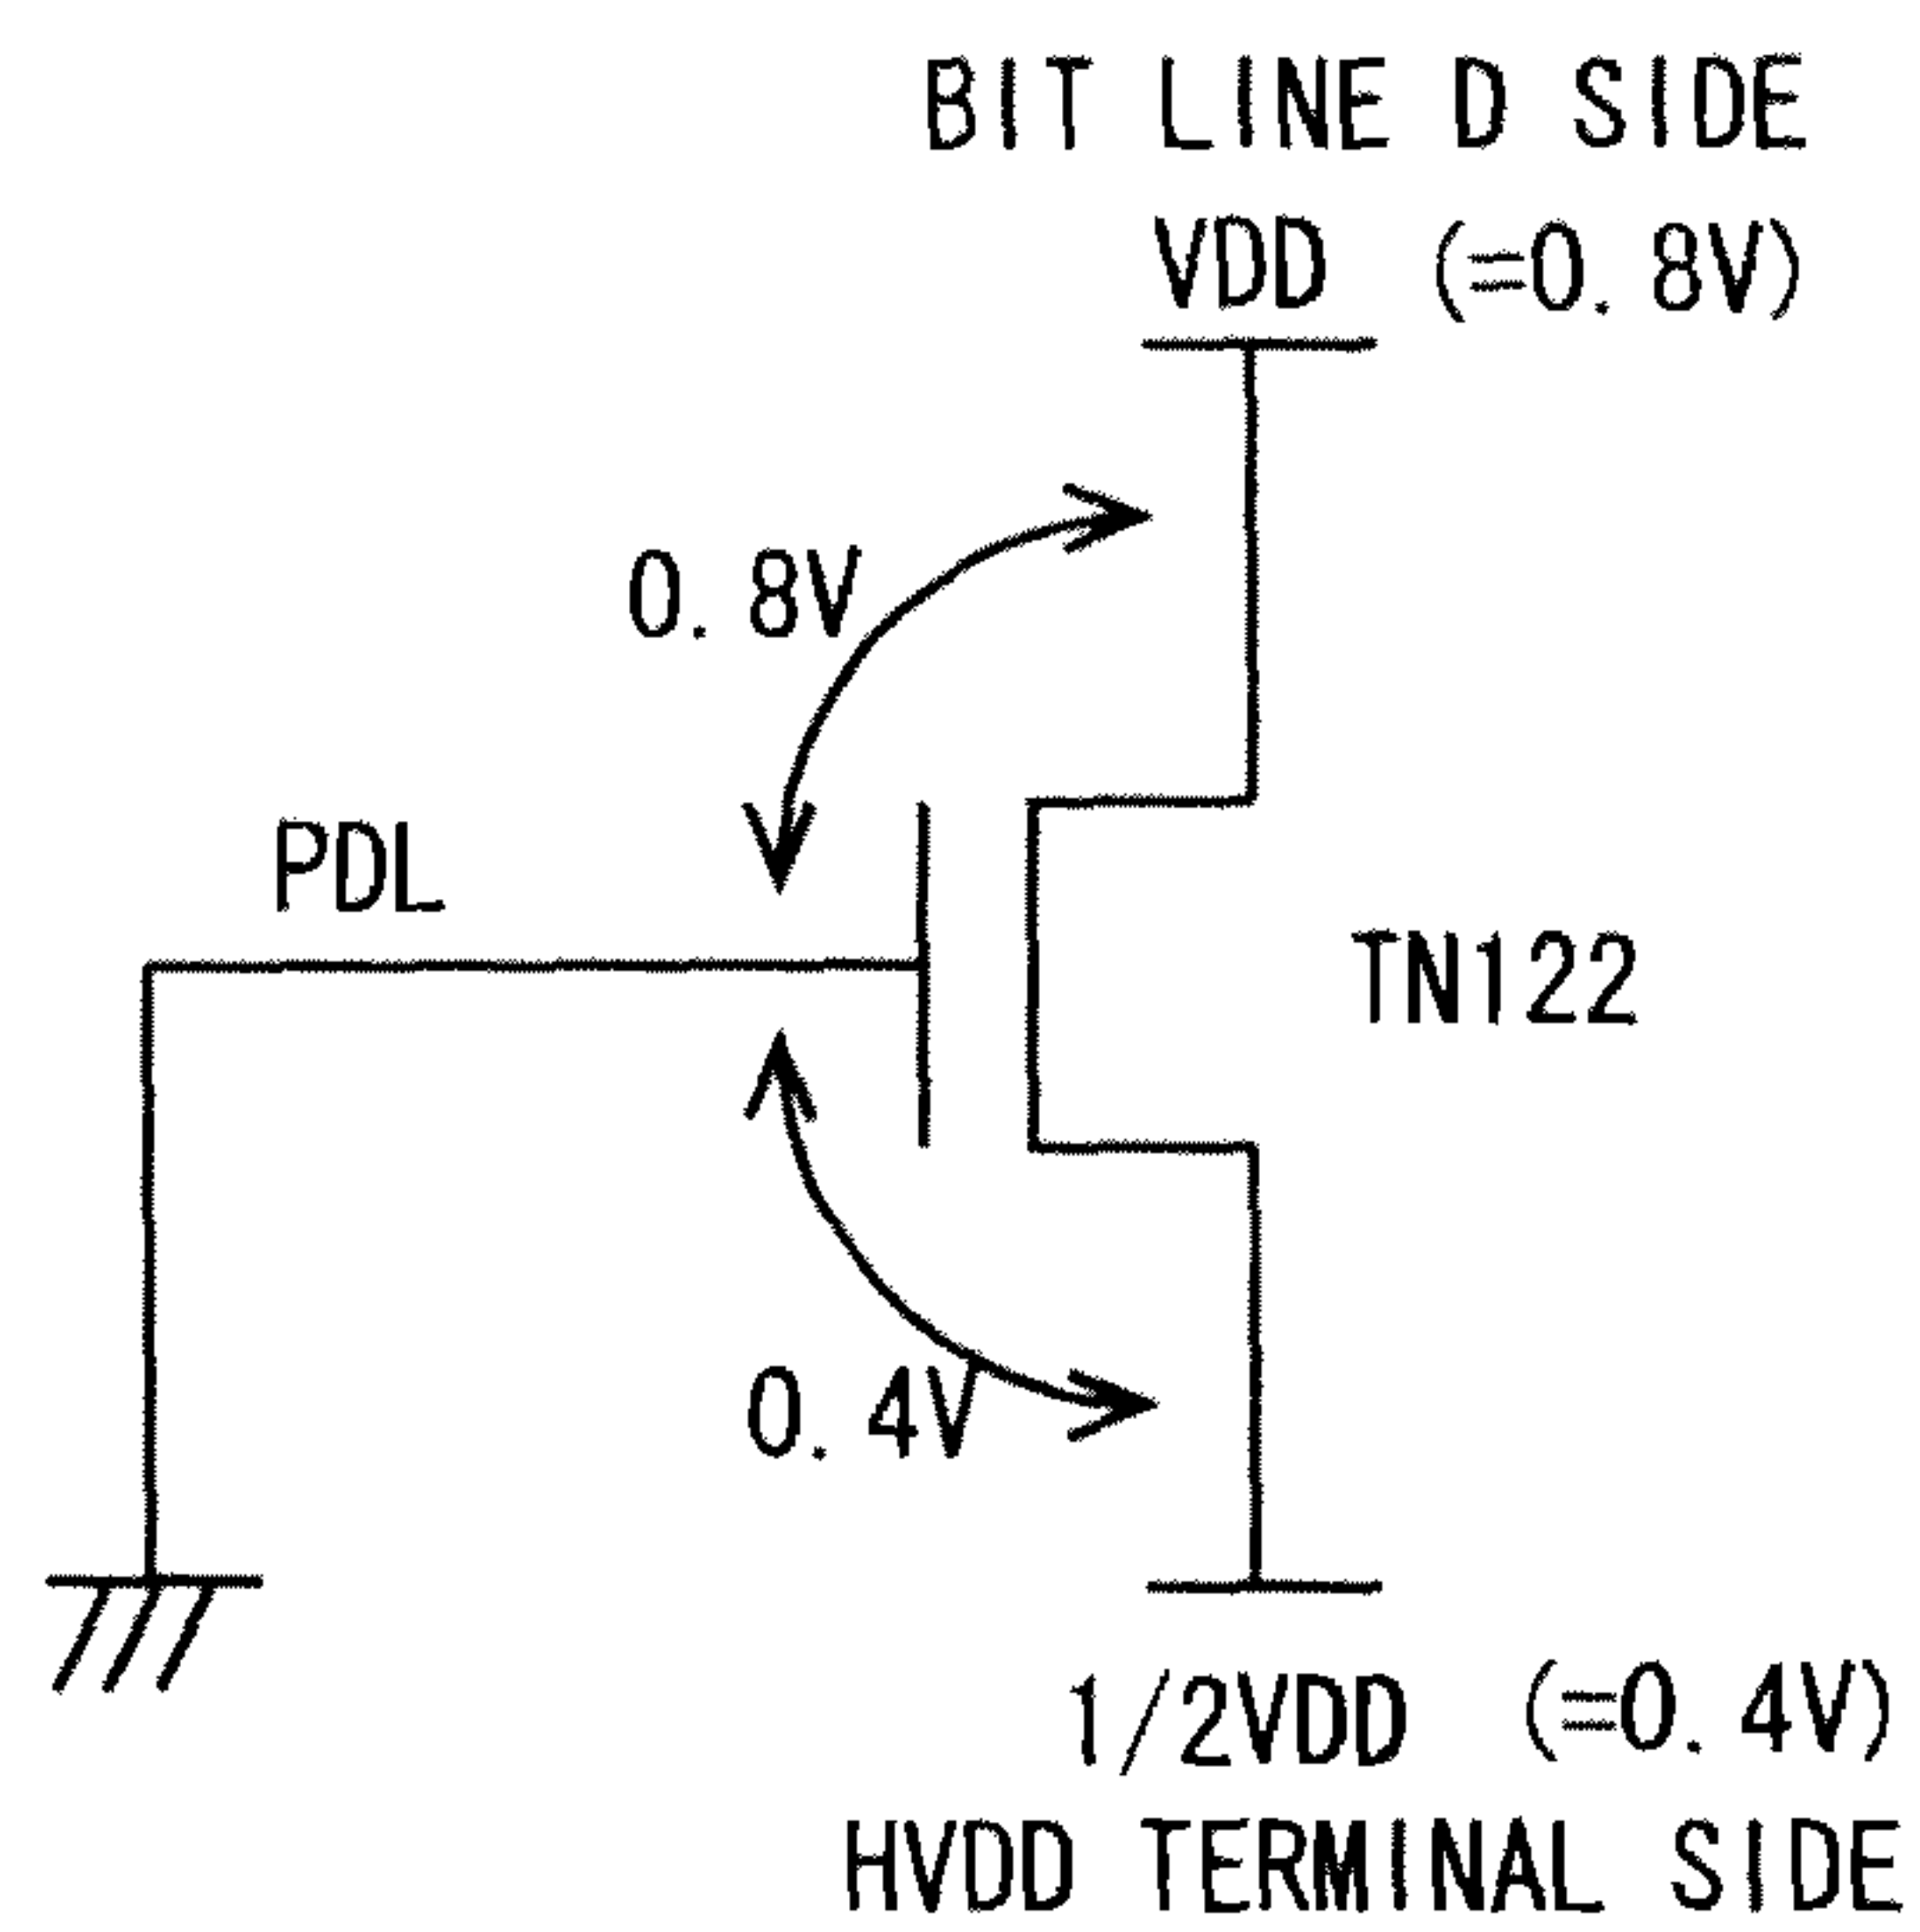 BIT LINE D SIDE
VDD (=0.8V)
0.8V
PDL
TN122
0.4V
1/2VDD (=0.4V)
HVDD TERMINAL SIDE